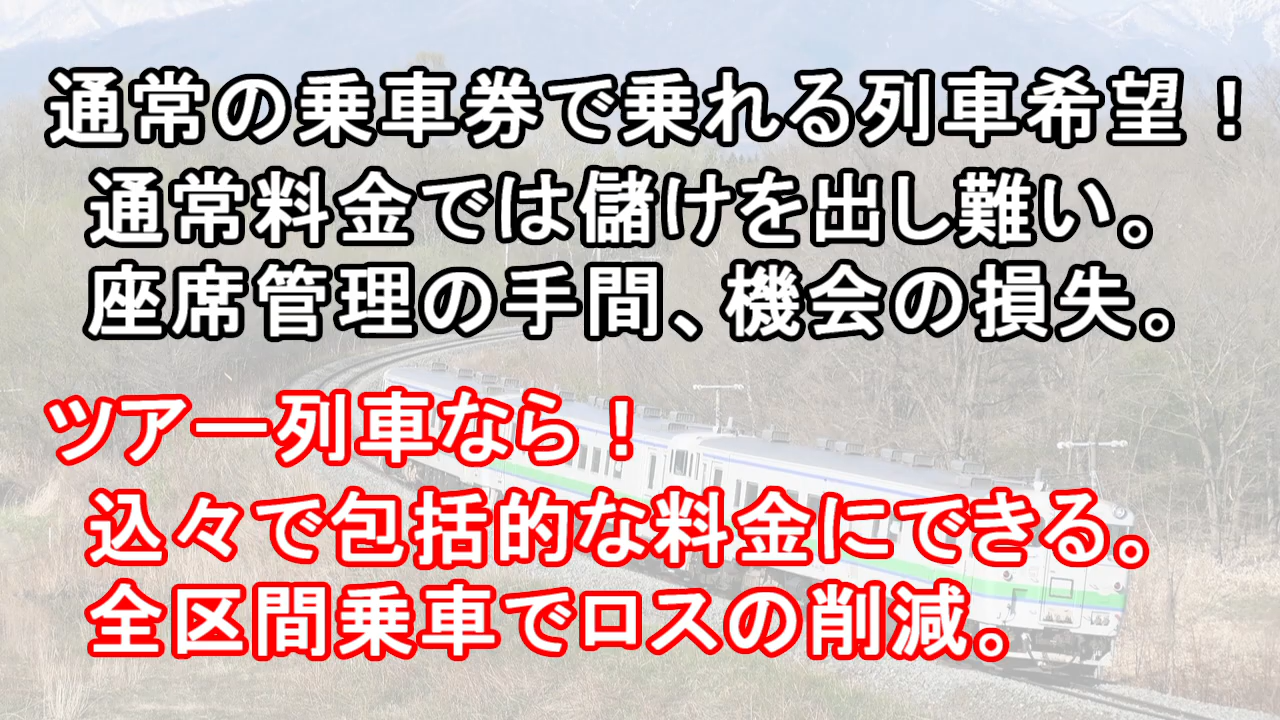 通常の乗車券で乗れる列車希望！
通常料金では儲けを出し難い。
座席管理の手間、機会の損失。
ツアー列車なら！
込々で包括的な料金にできる。
全区間乗車でロスの削減。